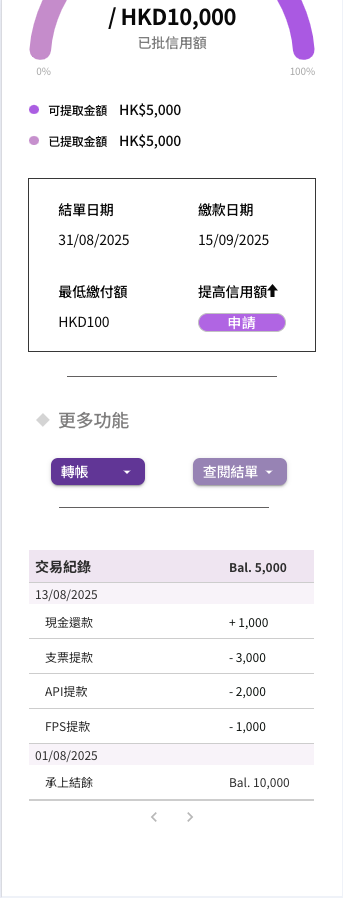 / HKD10,000
已批信用額
0%
100%
可提取金額 HK$5,000
已提取金額 HK$5,000
結單日期 繳款日期
31/08/2025 15/09/2025
最低繳付額 提高信用額
HKD100 申請
更多功能
轉帳 查閱結單
交易紀錄 Bal. 5,000
13/08/2025
現金還款 + 1,000
支票提款 - 3,000
API提款 - 2,000
FPS提款 - 1,000
01/08/2025
承上結餘 Bal. 10,000